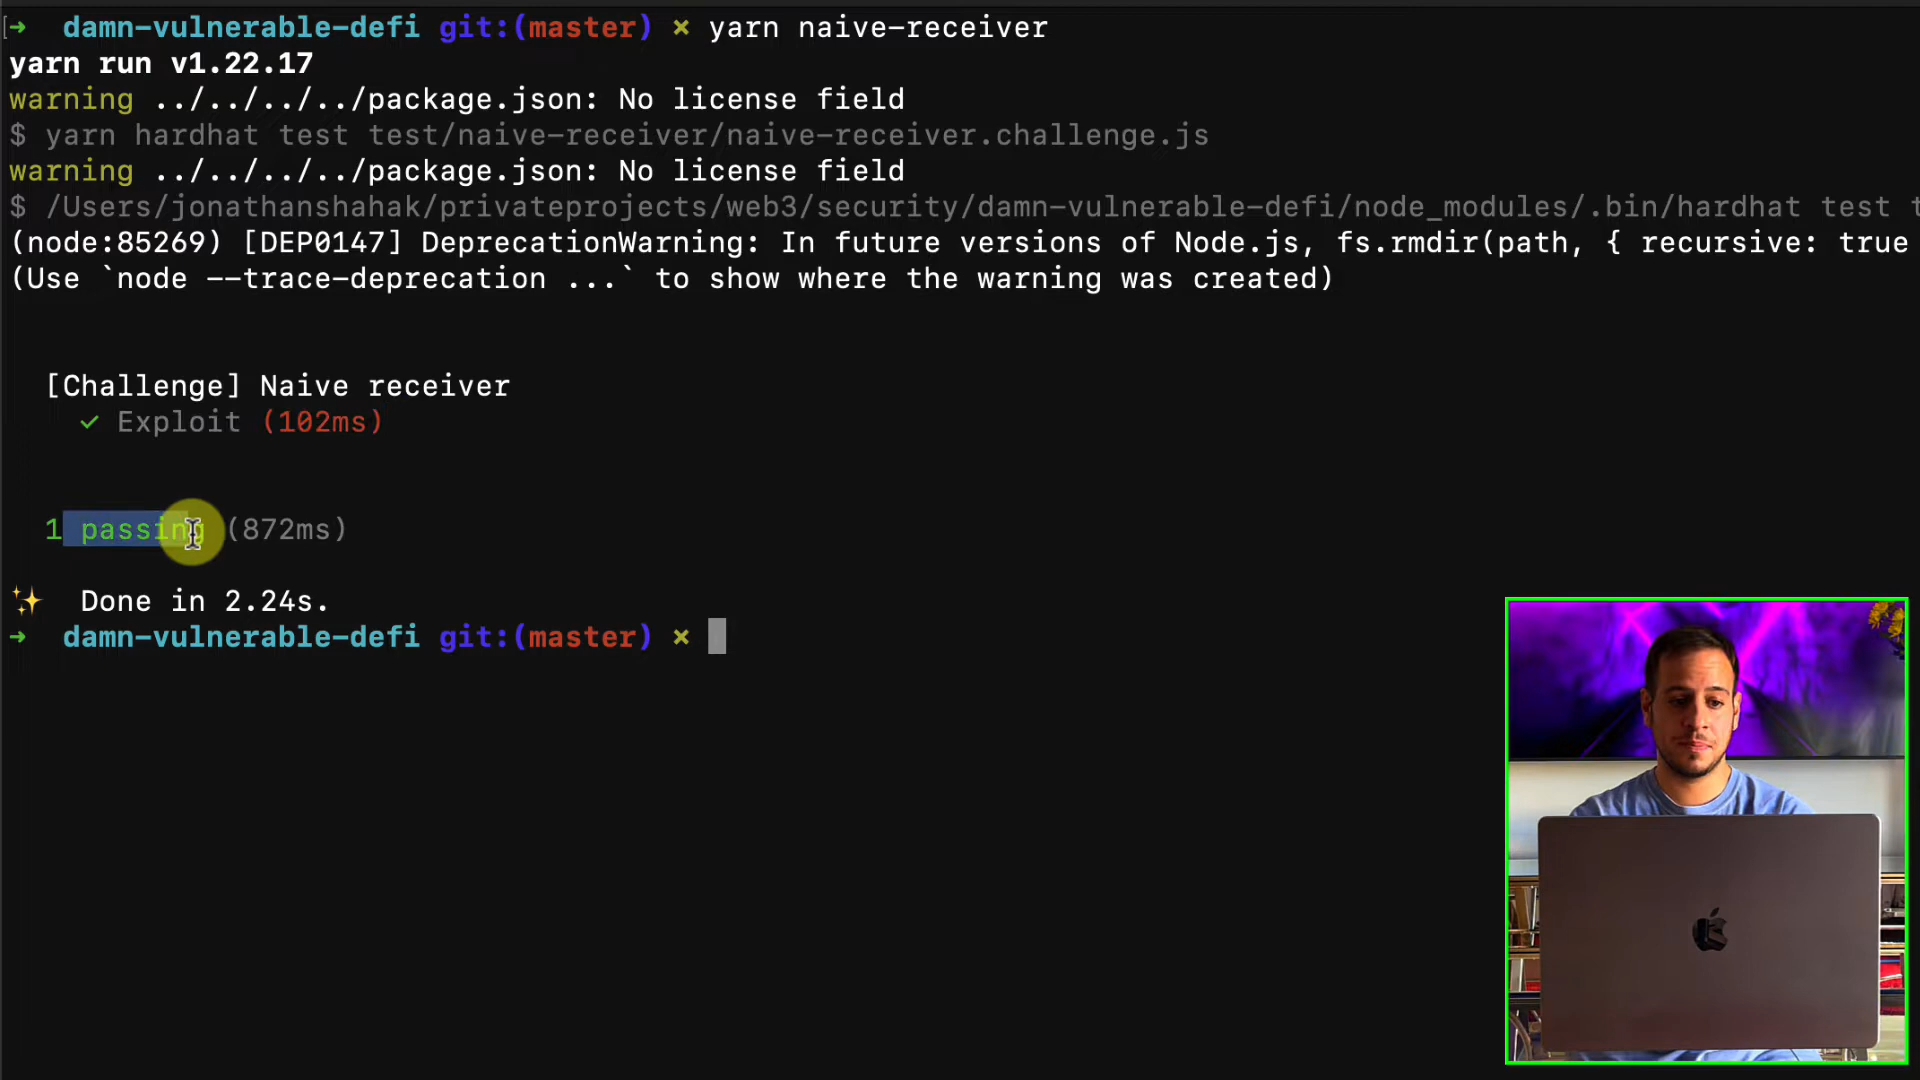 → damn-vulnerable-defi git:(master) × yarn naive-receiver
yarn run v1.22.17
warning ../../../../package.json: No license field
$ yarn hardhat test test/naive-receiver/naive-receiver.challenge.js
warning ../../../../package.json: No license field
$ /Users/jonathanshahak/privateprojects/web3/security/damn-vulnerable-defi/node_modules/.bin/hardhat test t
(node:85269) [DEP0147] DeprecationWarning: In future versions of Node.js, fs.rmdir(path, { recursive: true
(Use `node --trace-deprecation ...` to show where the warning was created)
[Challenge] Naive receiver
✓ Exploit (102ms)
1 passing (872ms)
✨ Done in 2.24s.
→ damn-vulnerable-defi git:(master) ×